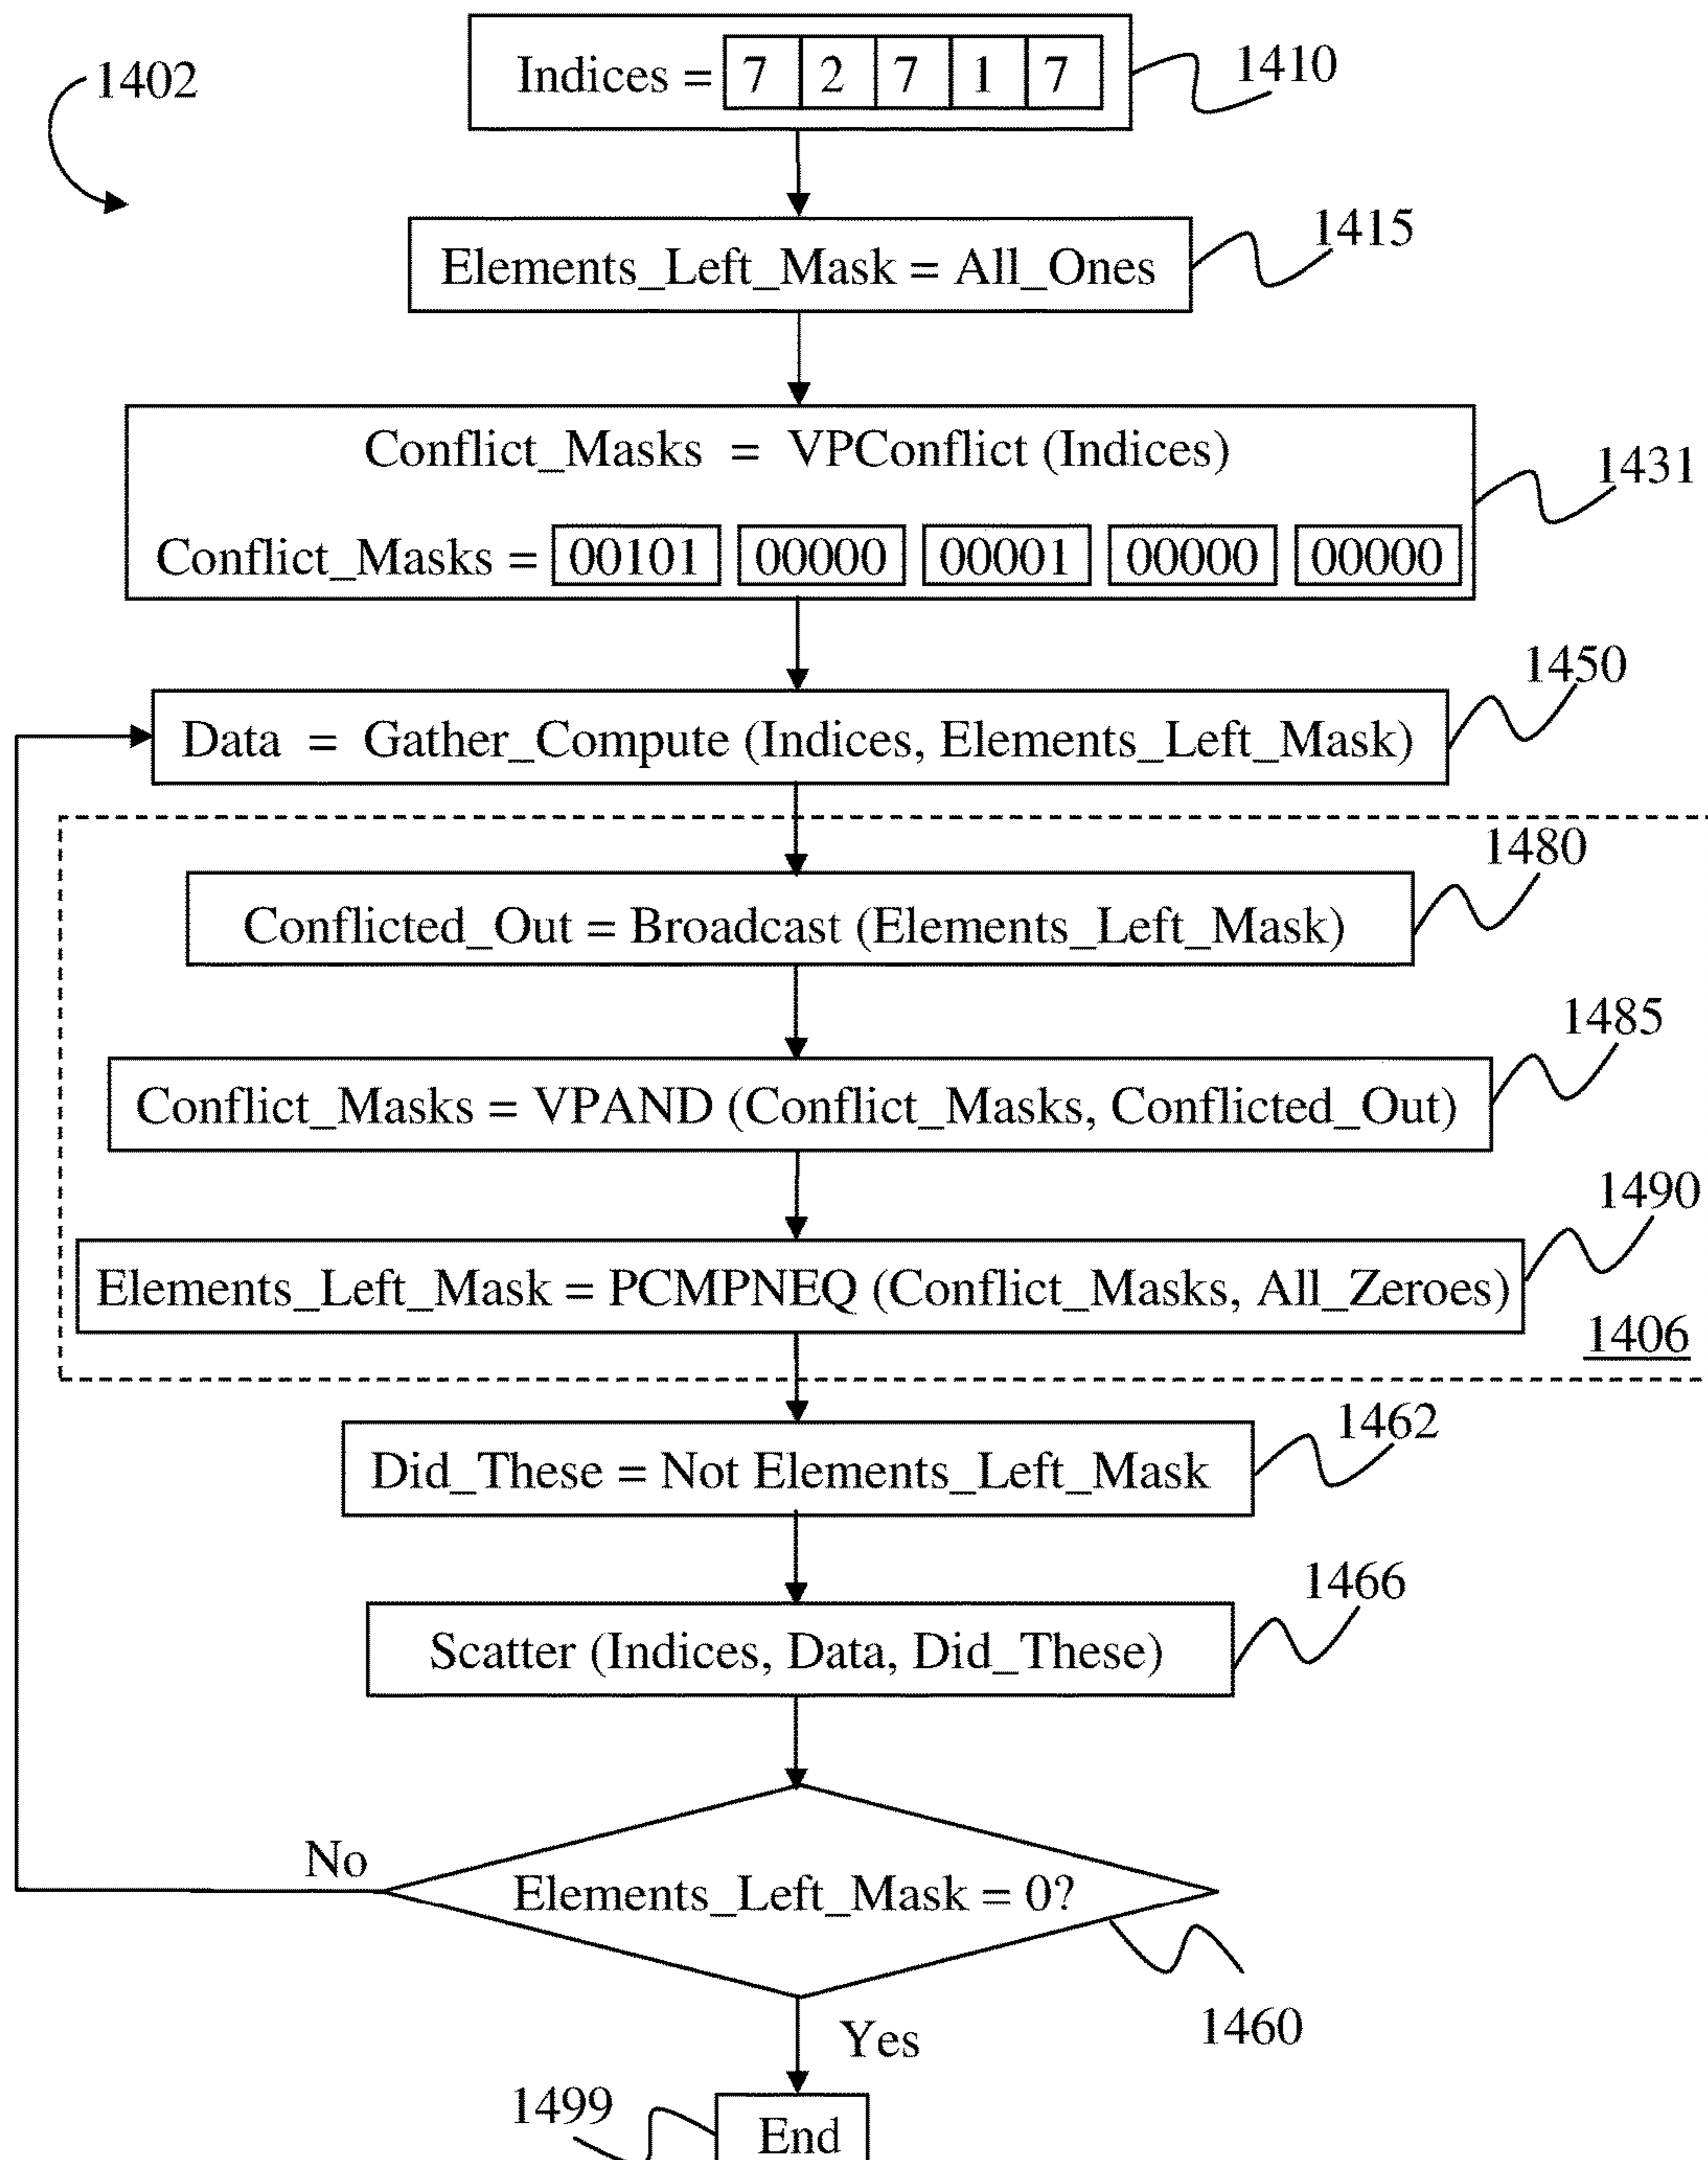 1402
Indices = 7 2 7 1 7
1410
Elements_Left_Mask = All_Ones
1415
Conflict_Masks = VPConflict (Indices)
Conflict_Masks = 00101 00000 00001 00000 00000
1431
Data = Gather_Compute (Indices, Elements_Left_Mask)
1450
Conflicted_Out = Broadcast (Elements_Left_Mask)
1480
Conflict_Masks = VPAND (Conflict_Masks, Conflicted_Out)
1485
Elements_Left_Mask = PCMPNEQ (Conflict_Masks, All_Zeroes)
1490
1406
Did_These = Not Elements_Left_Mask
1462
Scatter (Indices, Data, Did_These)
1466
No
Elements_Left_Mask = 0?
1460
Yes
1499
End